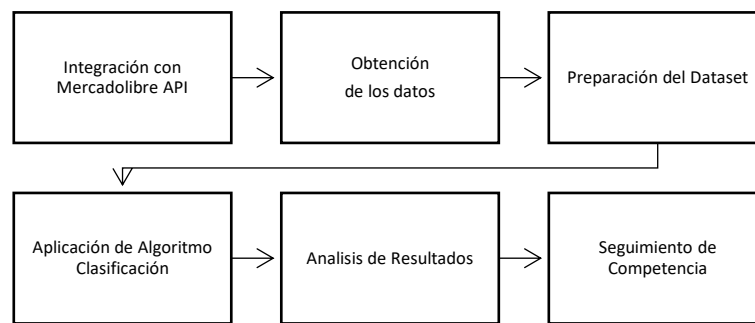 Integración con
Mercadolibre API
Obtención
de los datos
Preparación del Dataset
Aplicación de Algoritmo
Clasificación
Analisis de Resultados
Seguimiento de
Competencia